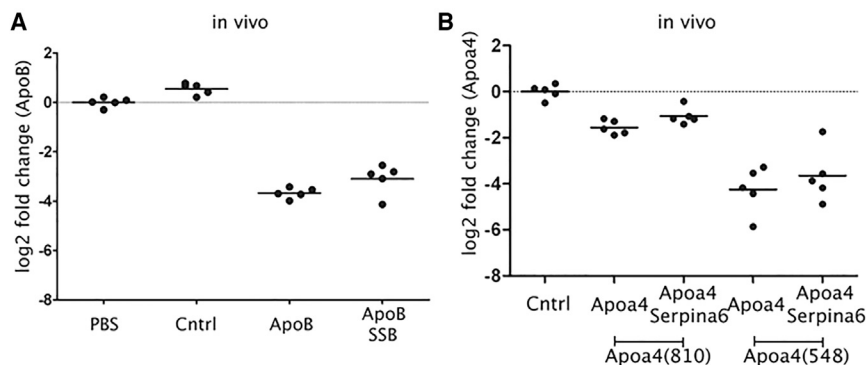 A
in vivo
log2 fold change (ApoB)
2
0
-2
-4
-6
-8
PBS
Cntrl
ApoB
ApoB
SSB
B
in vivo
log2 fold change (Apoa4)
2
0
-2
-4
-6
-8
Cntrl
Apoa4
Apoa4
Serpina6
Apoa4
Apoa4
Serpina6
Apoa4(810)
Apoa4(548)